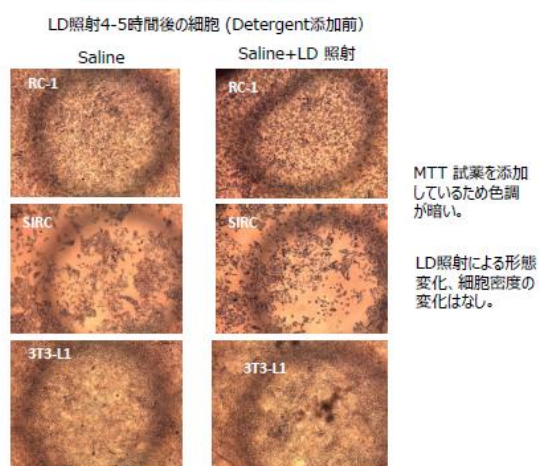 LD照射4-5時間後の細胞 (Detergent添加前)
Saline
Saline+LD 照射
RC-1
RC-1
SIRC
SIRC
3T3-L1
3T3-L1
MTT 試薬を添加
しているため色調
が暗い。
LD照射による形態
変化、細胞密度の
変化はなし。